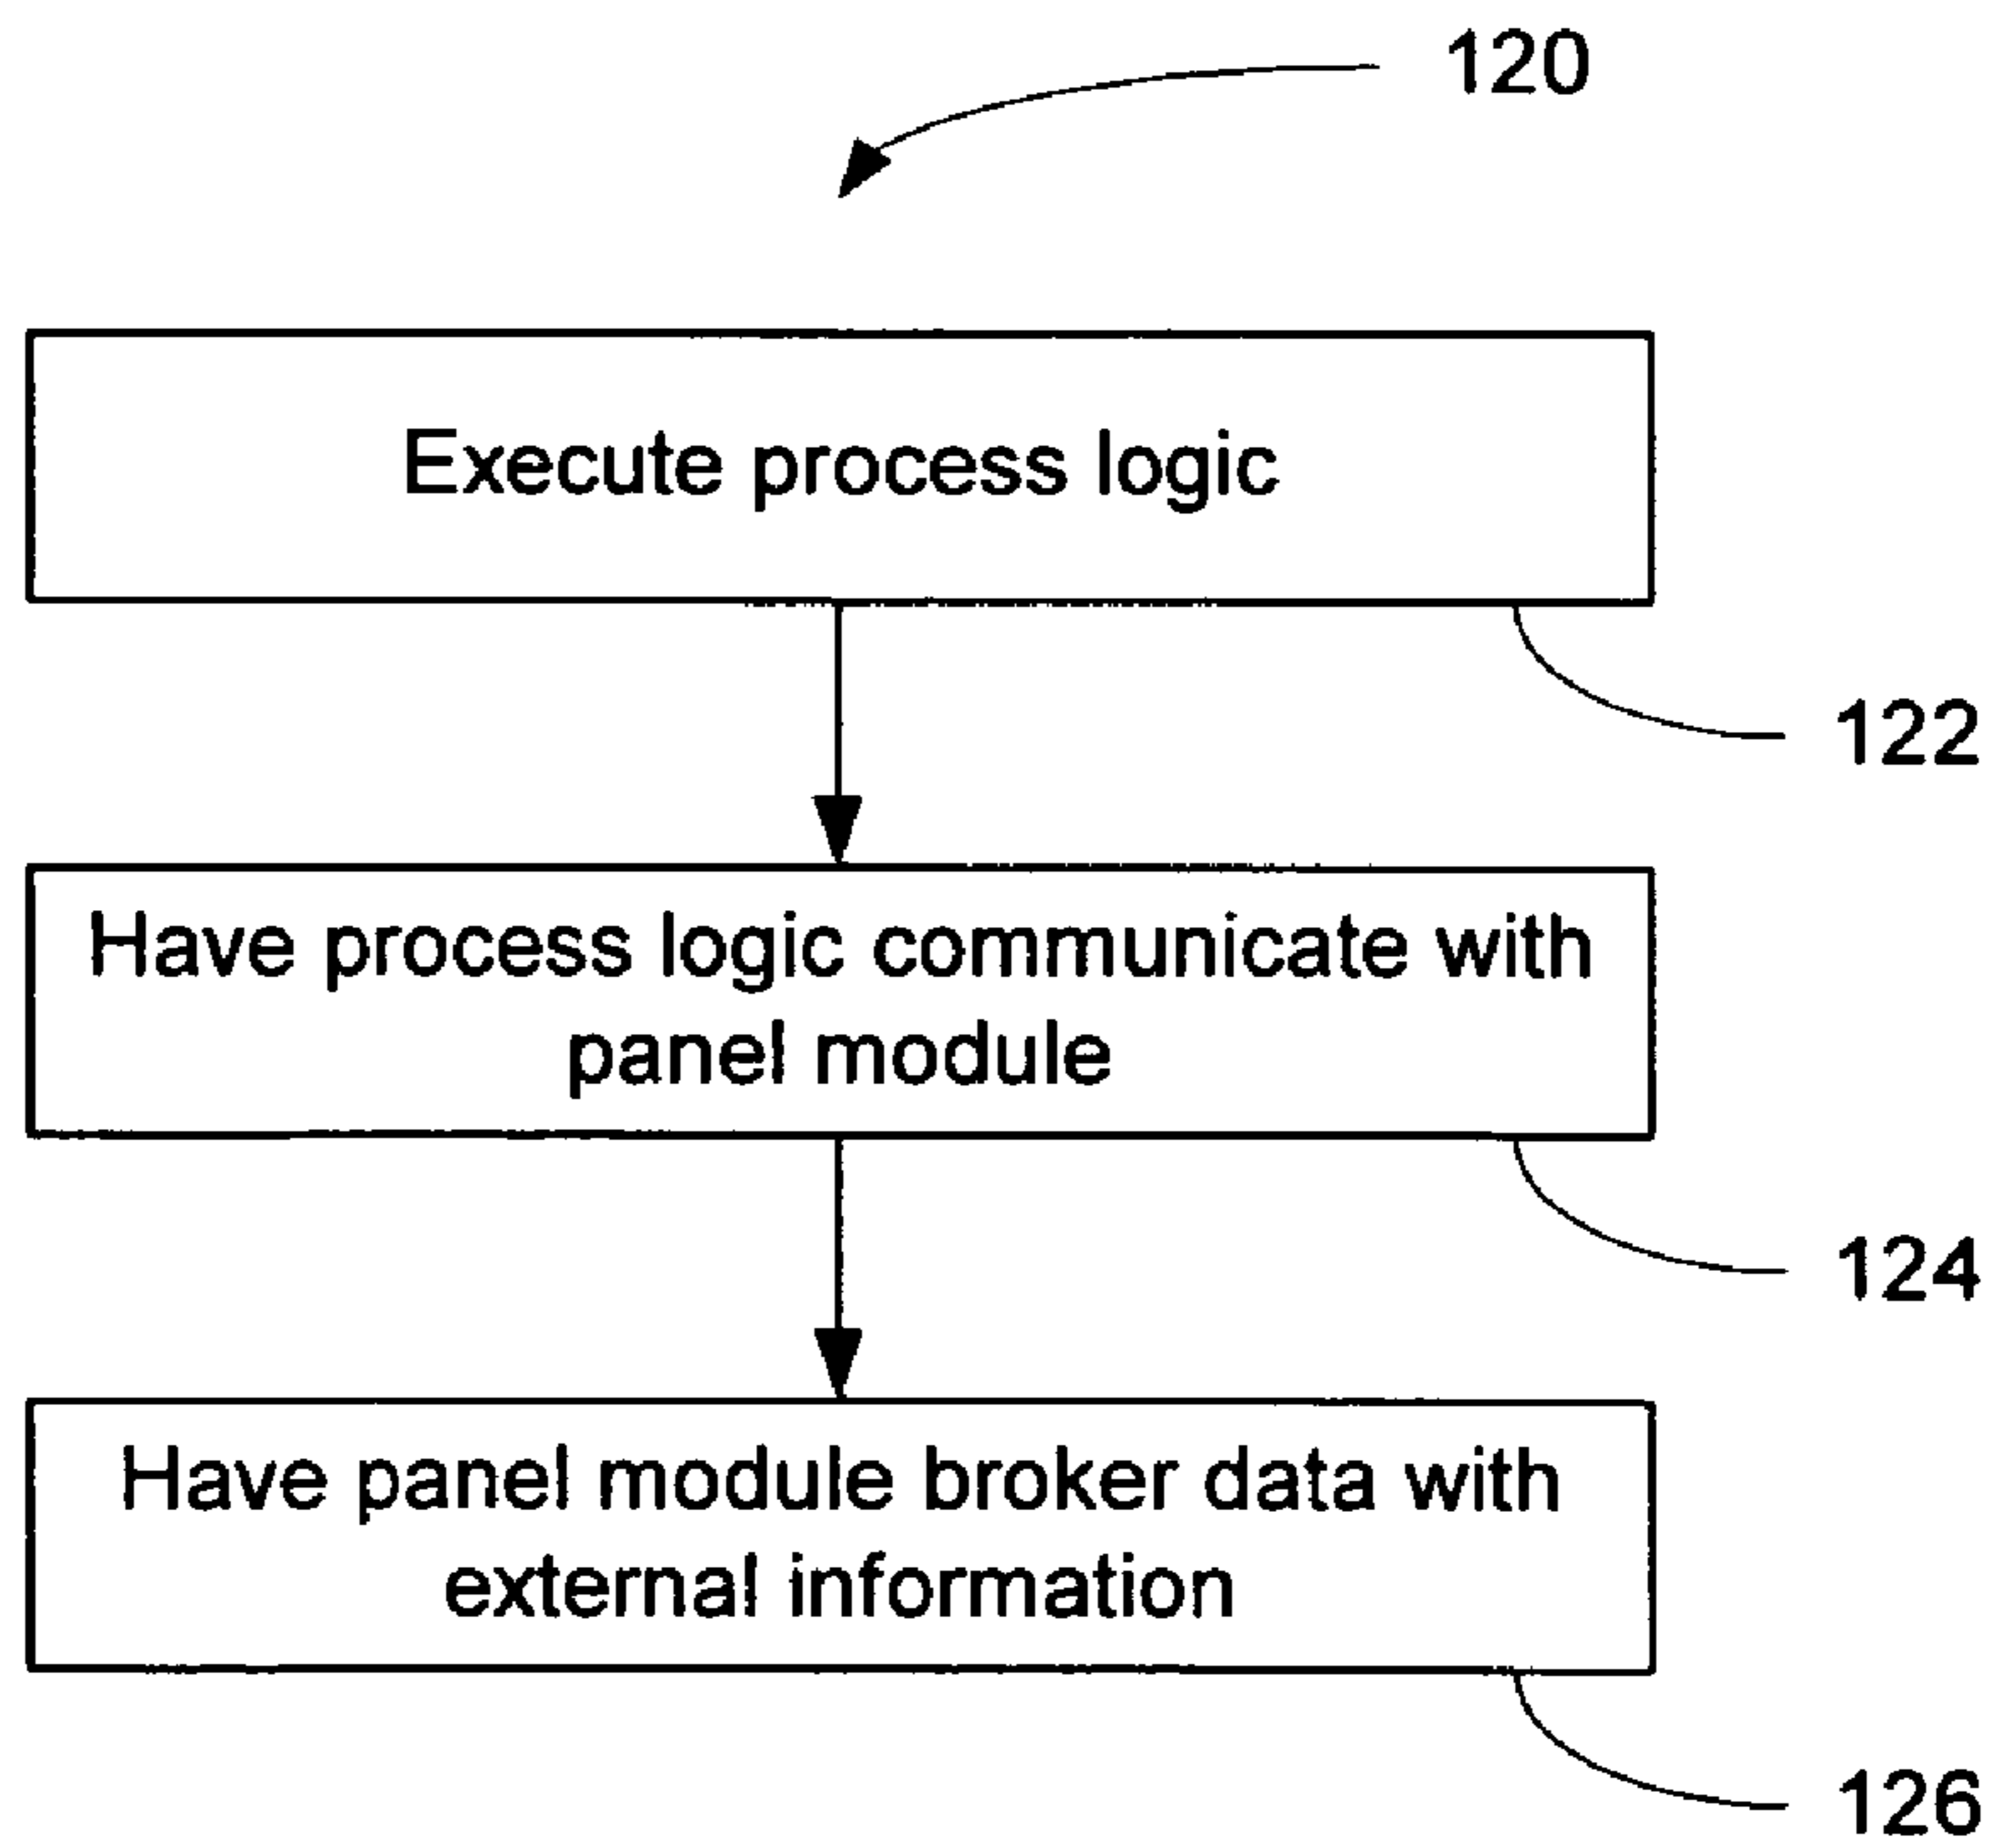 120
Execute process logic
122
Have process logic communicate with
panel module
124
Have panel module broker data with
external information
126